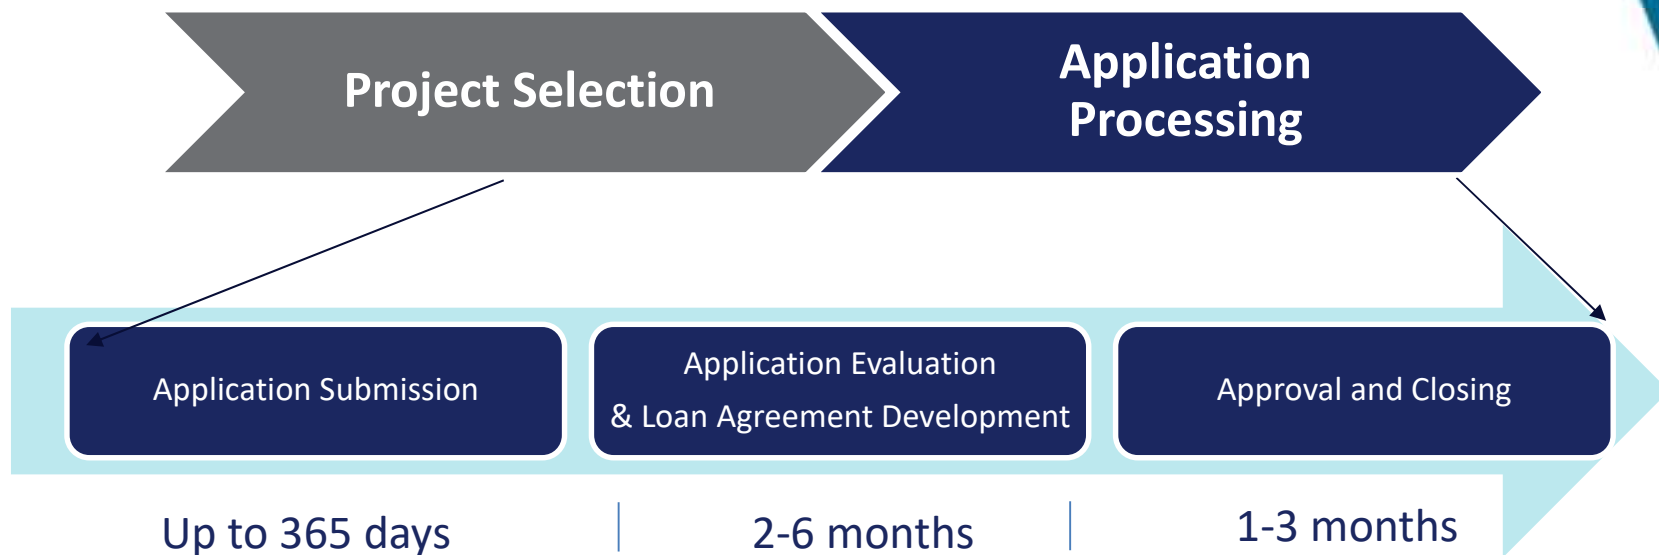 Project Selection
Application
Processing
Application Submission
Application Evaluation
& Loan Agreement Development
Approval and Closing
Up to 365 days
2-6 months
1-3 months